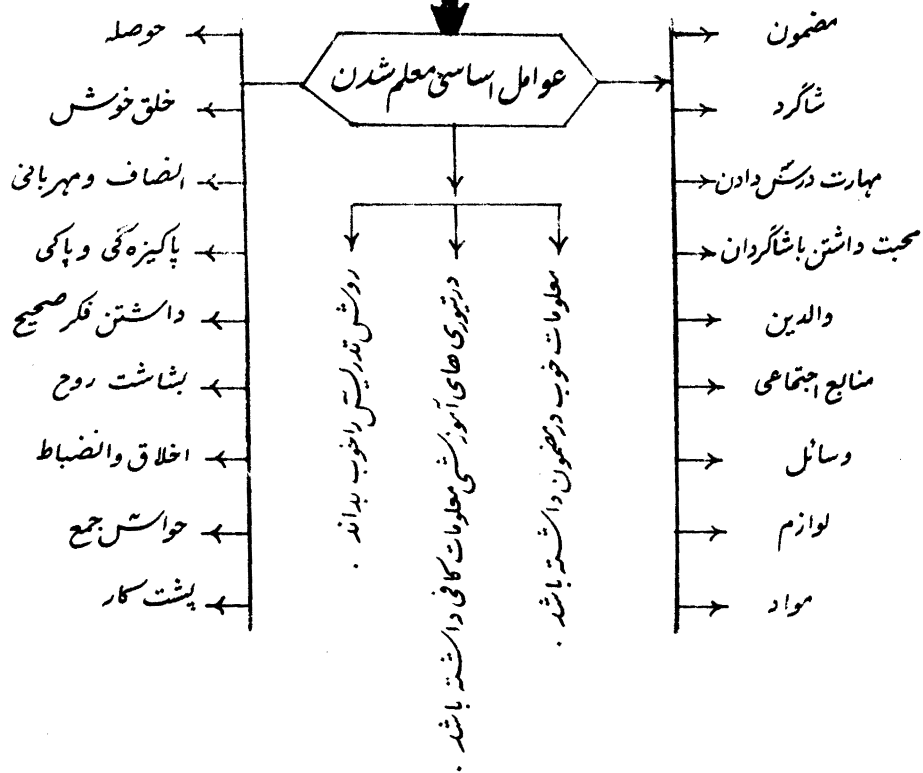 عوامل اساسی معلم شدن
مضمون
شاگرد
مهارت درس دادن
محبت داشتن با شاگردان
والدین
منابع اجتماعی
وسائل
لوازم
مواد
معلومات خوب در مضمون داشته باشد .
در تیوری های آموزشی معلومات کافی داشته باشد .
روش تدریس را خوب بداند .
حوصله
خلق خوش
انصاف و مهربانی
پاکیزه گی و پاکی
داشتن فکر صحیح
بشاشت روح
اخلاق و انضباط
حواس جمع
پشت کار